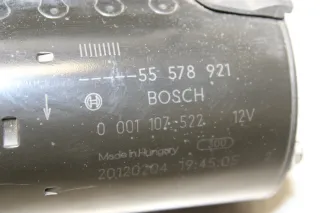 -----55 578 921
BOSCH
0 001 107 522 12V
Made in Hungary
20120204 19:45:05